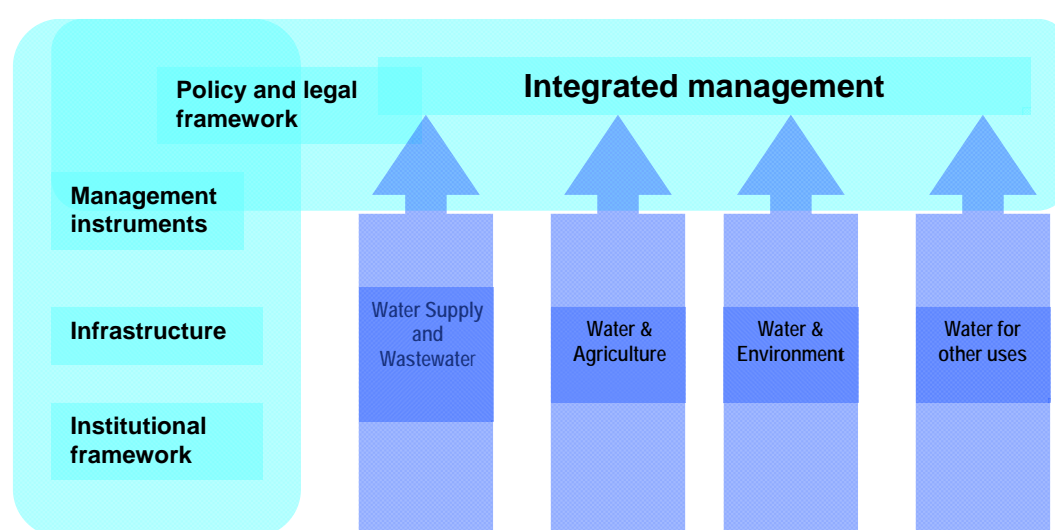 Policy and legal
framework
Integrated management
Management
instruments
Infrastructure
Institutional
framework
Water Supply
and
Wastewater
Water &
Agriculture
Water &
Environment
Water for
other uses